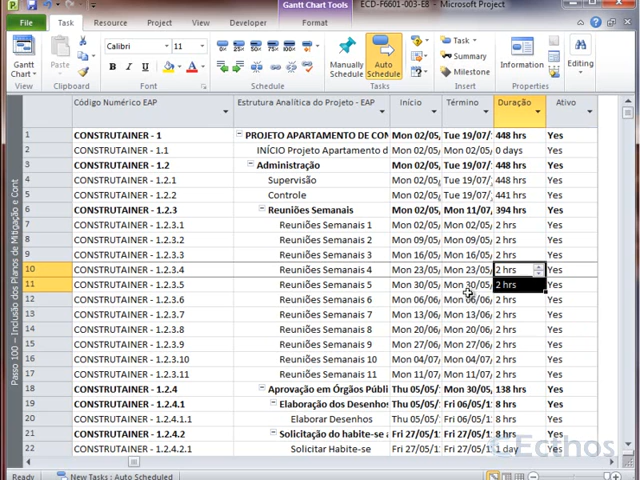 Gantt Chart Tools
ECD-F6601-003-E8 - Microsoft Project
File Task Resource Project View Developer Format
Gantt Chart
Paste
Calibri 11
B I U
Manually Schedule
Auto Schedule
Task
Summary
Milestone
Information
Editing
View Clipboard Font Schedule Tasks Insert Properties
Código Numérico EAP Estrutura Analítica do Projeto - EAP Início Término Duração Ativo
1 CONSTRUTAINER - 1 PROJETO APARTAMENTO DE CON Mon 02/05, Tue 19/07, 448 hrs Yes
2 CONSTRUTAINER - 1.1 INÍCIO Projeto Apartamento d Mon 02/05, Mon 02/05, 0 days Yes
3 CONSTRUTAINER - 1.2 Administração Mon 02/05, Tue 19/07, 448 hrs Yes
4 CONSTRUTAINER - 1.2.1 Supervisão Mon 02/05, Tue 19/07, 448 hrs Yes
5 CONSTRUTAINER - 1.2.2 Controle Mon 02/05, Tue 19/07, 441 hrs Yes
6 CONSTRUTAINER - 1.2.3 Reuniões Semanais Mon 02/05, Mon 11/07, 394 hrs Yes
7 CONSTRUTAINER - 1.2.3.1 Reuniões Semanais 1 Mon 02/05, Mon 02/05, 2 hrs Yes
8 CONSTRUTAINER - 1.2.3.2 Reuniões Semanais 2 Mon 09/05, Mon 09/05, 2 hrs Yes
9 CONSTRUTAINER - 1.2.3.3 Reuniões Semanais 3 Mon 16/05, Mon 16/05, 2 hrs Yes
10 CONSTRUTAINER - 1.2.3.4 Reuniões Semanais 4 Mon 23/05, Mon 23/05, 2 hrs Yes
11 CONSTRUTAINER - 1.2.3.5 Reuniões Semanais 5 Mon 30/05, Mon 30/05, 2 hrs Yes
12 CONSTRUTAINER - 1.2.3.6 Reuniões Semanais 6 Mon 06/06, Mon 06/06, 2 hrs Yes
13 CONSTRUTAINER - 1.2.3.7 Reuniões Semanais 7 Mon 13/06, Mon 13/06, 2 hrs Yes
14 CONSTRUTAINER - 1.2.3.8 Reuniões Semanais 8 Mon 20/06, Mon 20/06, 2 hrs Yes
15 CONSTRUTAINER - 1.2.3.9 Reuniões Semanais 9 Mon 27/06, Mon 27/06, 2 hrs Yes
16 CONSTRUTAINER - 1.2.3.10 Reuniões Semanais 10 Mon 04/07, Mon 04/07, 2 hrs Yes
17 CONSTRUTAINER - 1.2.3.11 Reuniões Semanais 11 Mon 11/07, Mon 11/07, 2 hrs Yes
18 CONSTRUTAINER - 1.2.4 Aprovação em Órgãos Públi Thu 05/05/1 Mon 30/05, 138 hrs Yes
19 CONSTRUTAINER - 1.2.4.1 Elaboração dos Desenhos Thu 05/05/1 Fri 06/05/1 8 hrs Yes
20 CONSTRUTAINER - 1.2.4.1.1 Elaborar Desenhos Thu 05/05/1 Fri 06/05/1 8 hrs Yes
21 CONSTRUTAINER - 1.2.4.2 Solicitação do habite-se a Fri 27/05/1 Mon 30/05, 8 hrs Yes
22 CONSTRUTAINER - 1.2.4.2.1 Solicitar Habite-se Fri 27/05/1 Mon 30/05, 1 day Yes
Passo 100 – Inclusão dos Planos de Mitigação e Cont
©Ecthos
Ready New Tasks : Auto Scheduled